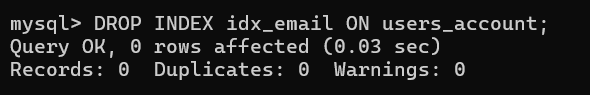 mysql> DROP INDEX idx_email ON users_account;
Query OK, 0 rows affected (0.03 sec)
Records: 0  Duplicates: 0  Warnings: 0